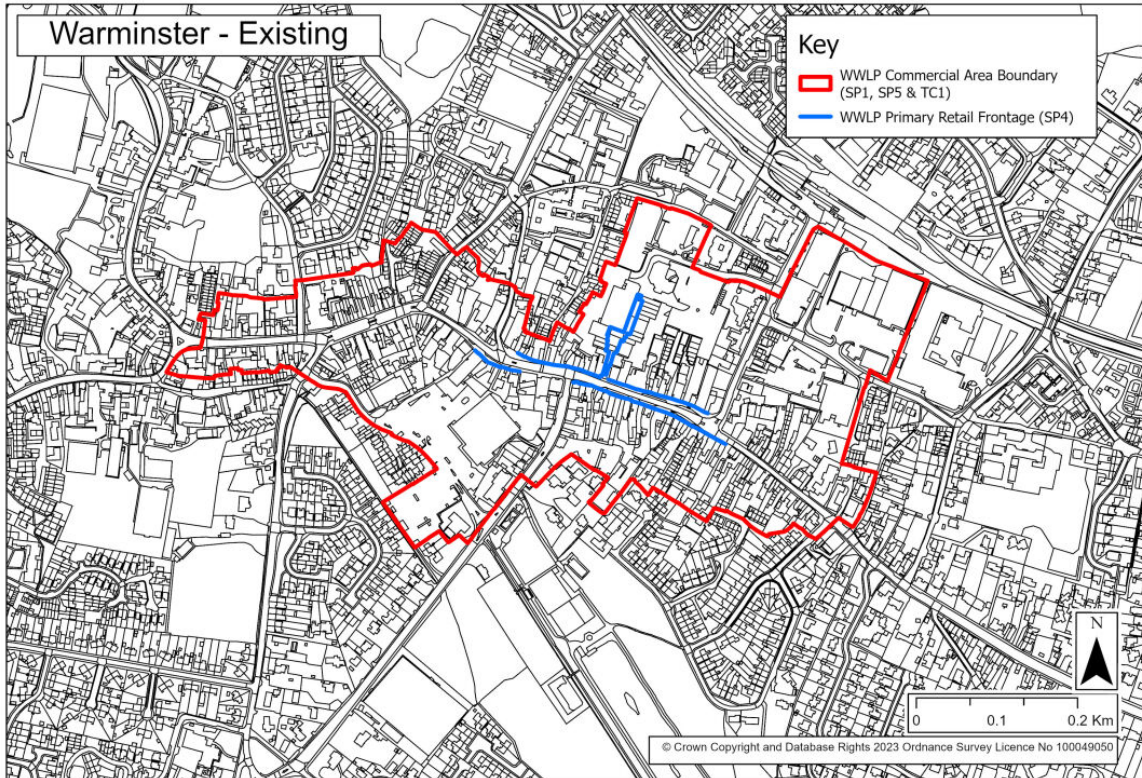 Warminster - Existing
Key
WWLP Commercial Area Boundary
(SP1, SP5 & TC1)
WWLP Primary Retail Frontage (SP4)
N
0 0.1 0.2 Km
© Crown Copyright and Database Rights 2023 Ordnance Survey Licence No 100049050